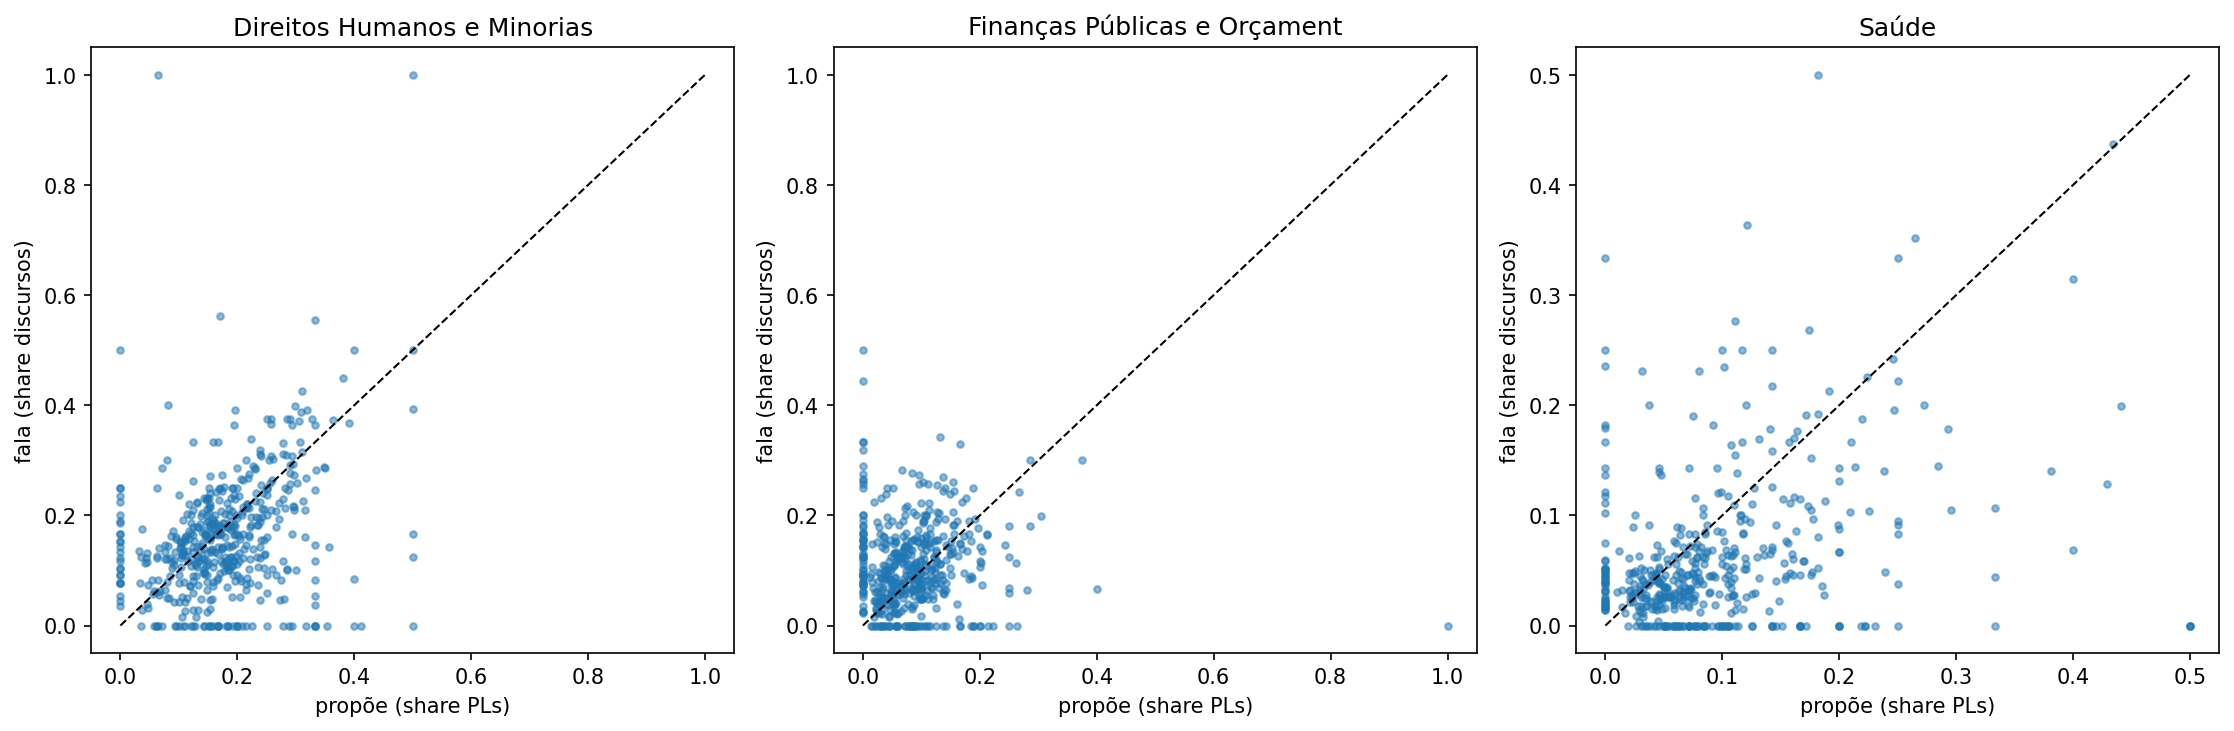 Direitos Humanos e Minorias
fala (share discursos)
1.0
0.8
0.6
0.4
0.2
0.0
0.0 0.2 0.4 0.6 0.8 1.0
propõe (share PLs)
Finanças Públicas e Orçament
fala (share discursos)
1.0
0.8
0.6
0.4
0.2
0.0
0.0 0.2 0.4 0.6 0.8 1.0
propõe (share PLs)
Saúde
fala (share discursos)
0.5
0.4
0.3
0.2
0.1
0.0
0.0 0.1 0.2 0.3 0.4 0.5
propõe (share PLs)